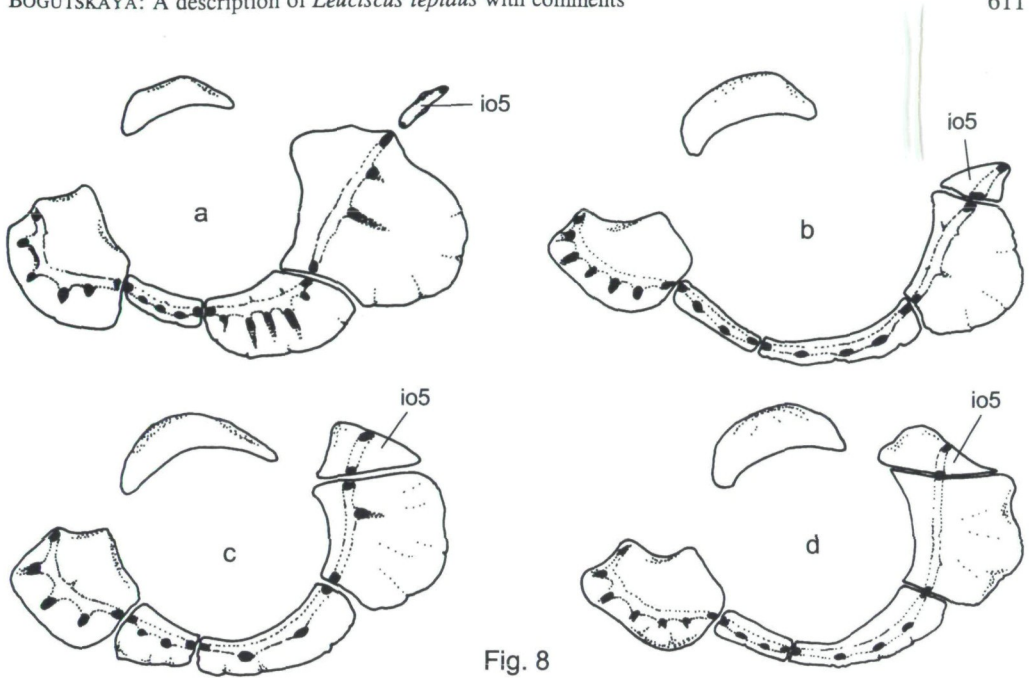 BOGUTSKAYA: A description of Leuciscus lepidus with comments 611
io5
a
io5
b
io5
c
io5
d
Fig. 8